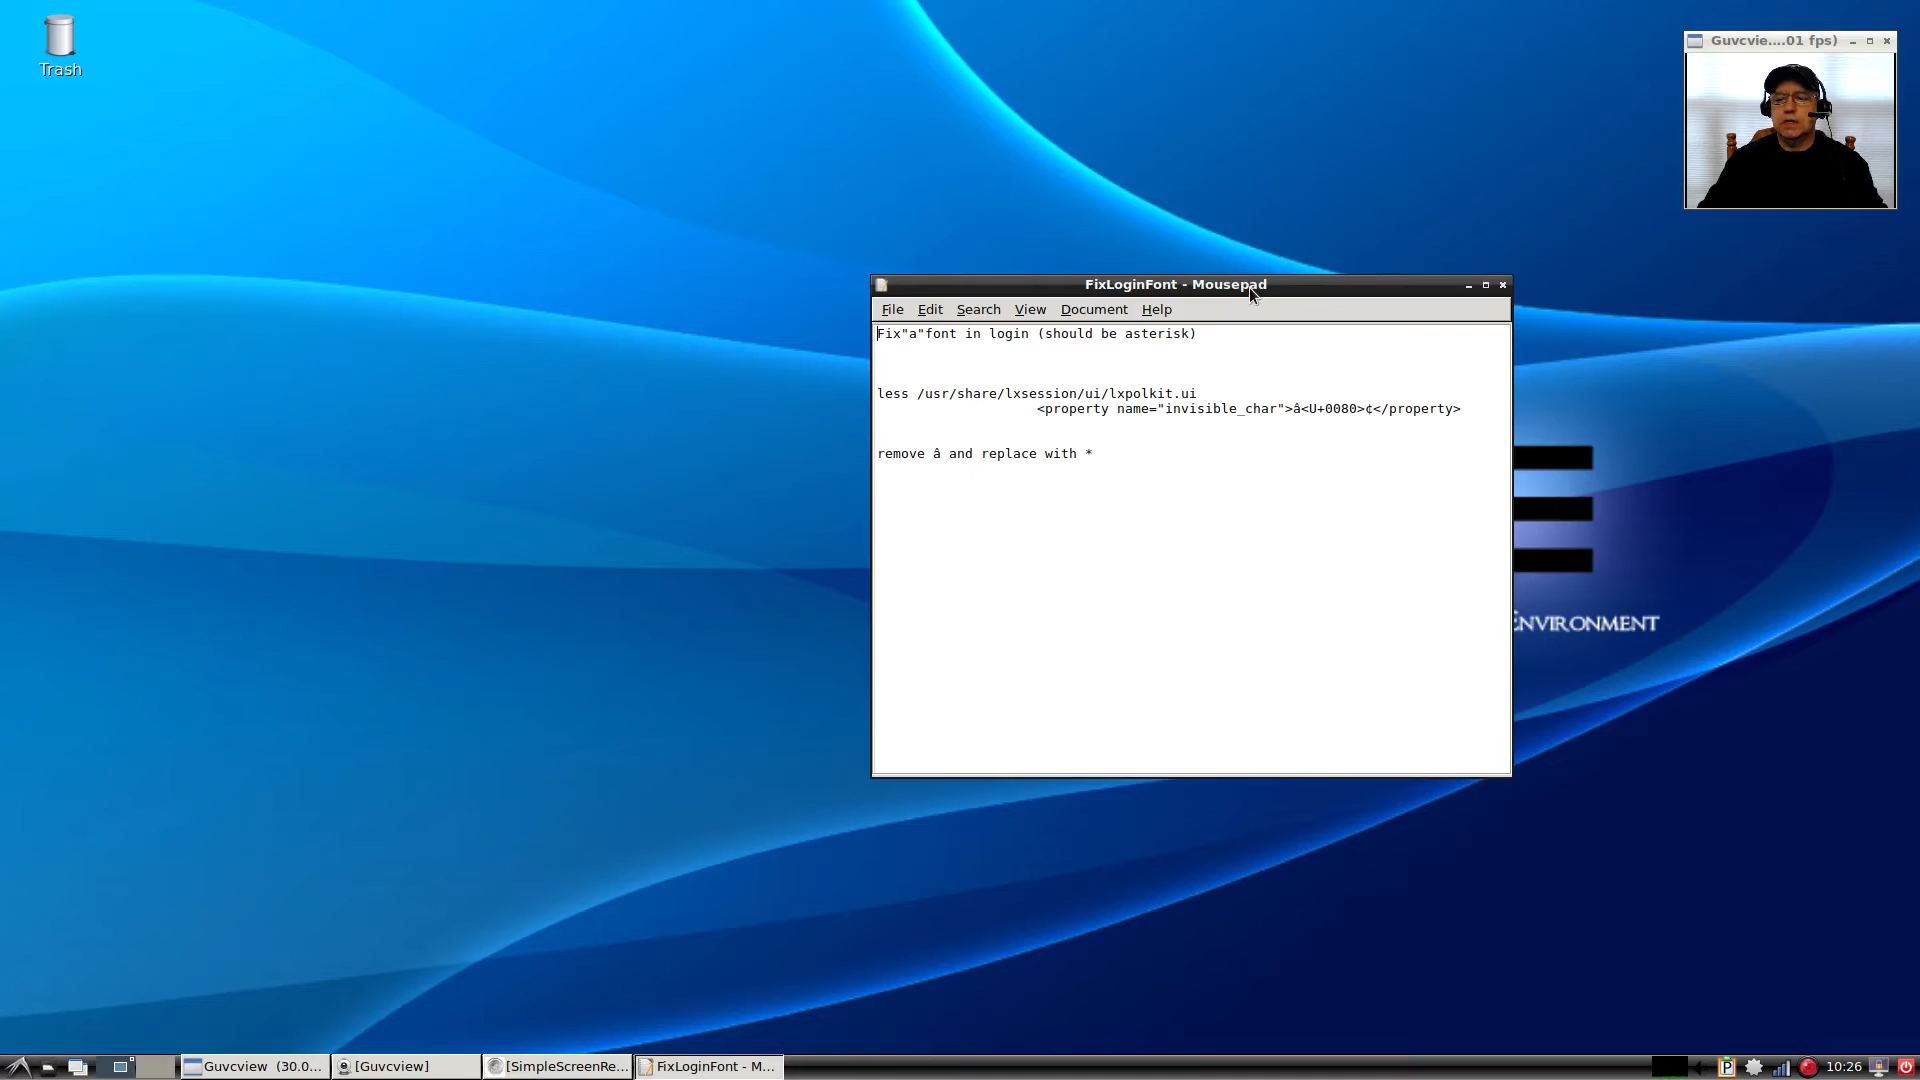 Trash
Guvcvie....01 fps)
FixLoginFont - Mousepad
File Edit Search View Document Help
Fix"a"font in login (should be asterisk)
less /usr/share/lxsession/ui/lxpolkit.ui
<property name="invisible_char">â<U+0080>¢</property>
remove â and replace with *
ENVIRONMENT
Guvcview (30.0...
[Guvcview]
[SimpleScreenRe...
FixLoginFont - M...
P
10:26